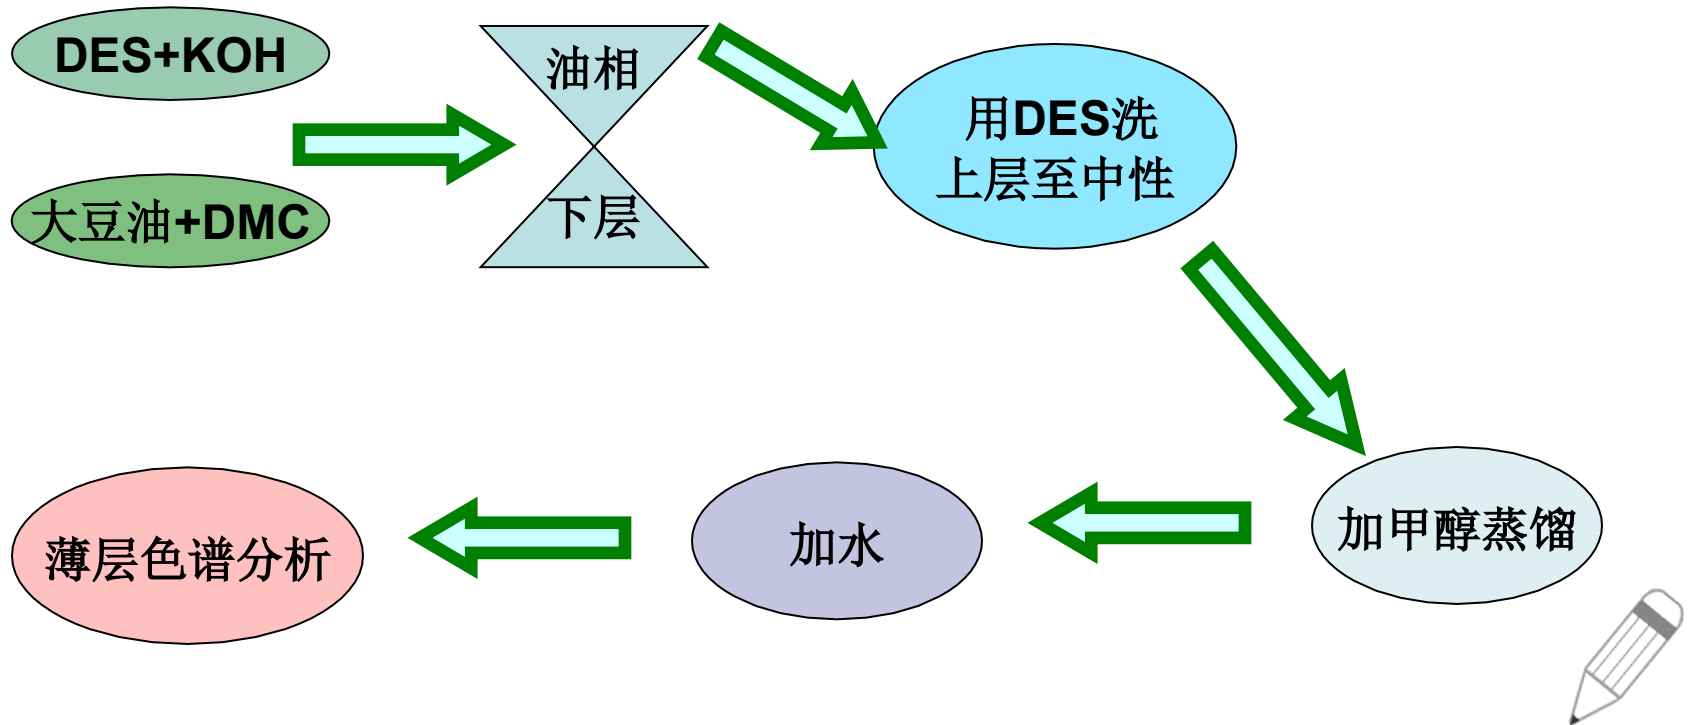 DES+KOH
大豆油+DMC
油相
下层
用DES洗
上层至中性
加甲醇蒸馏
加水
薄层色谱分析